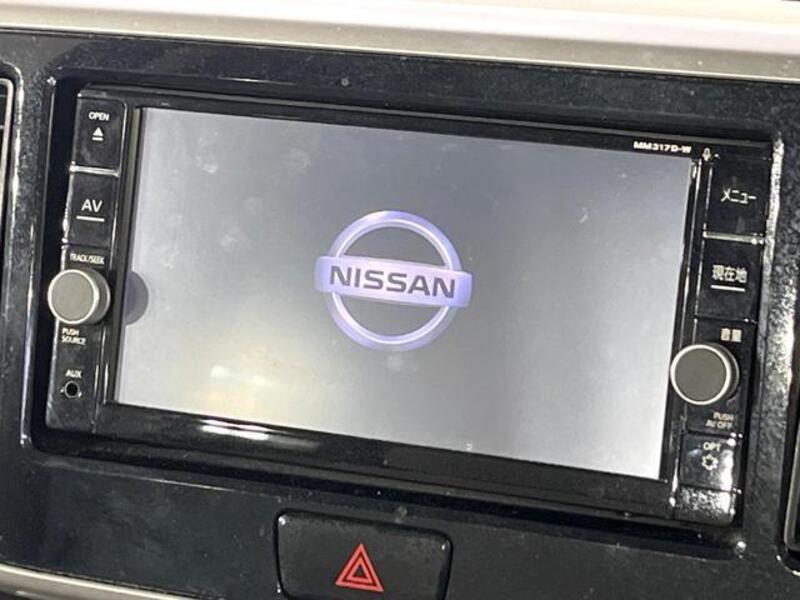 OPEN
MM317D-W
AV
メニュー
TRACK/SEEK
現在地
NISSAN
PUSH
SOURCE
音量
AUX
PUSH
AV OFF
OPT